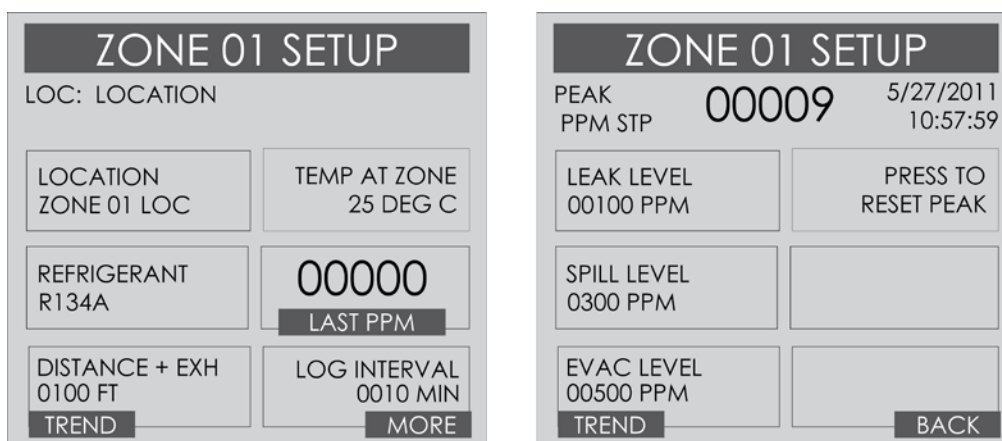 ZONE 01 SETUP
LOC: LOCATION
LOCATION
ZONE 01 LOC
TEMP AT ZONE
25 DEG C
REFRIGERANT
R134A
00000
LAST PPM
DISTANCE + EXH
0100 FT
TREND
LOG INTERVAL
0010 MIN
MORE
ZONE 01 SETUP
PEAK
PPM STP
00009
5/27/2011
10:57:59
LEAK LEVEL
00100 PPM
PRESS TO
RESET PEAK
SPILL LEVEL
0300 PPM
EVAC LEVEL
00500 PPM
TREND
BACK